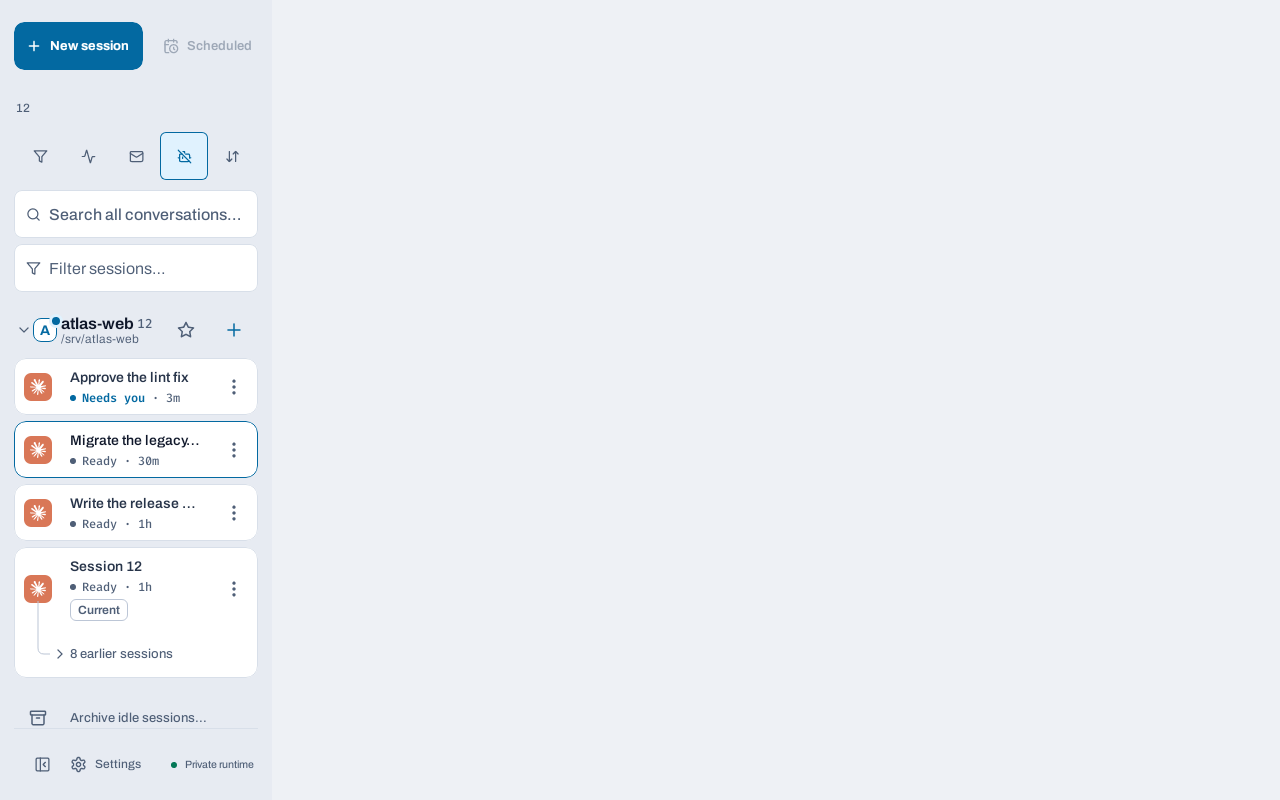 New session
Scheduled
12
Search all conversations...
Filter sessions...
A
atlas-web 12
/srv/atlas-web
Approve the lint fix
Needs you · 3m
Migrate the legacy...
Ready · 30m
Write the release ...
Ready · 1h
Session 12
Ready · 1h
Current
8 earlier sessions
Archive idle sessions...
Settings
Private runtime